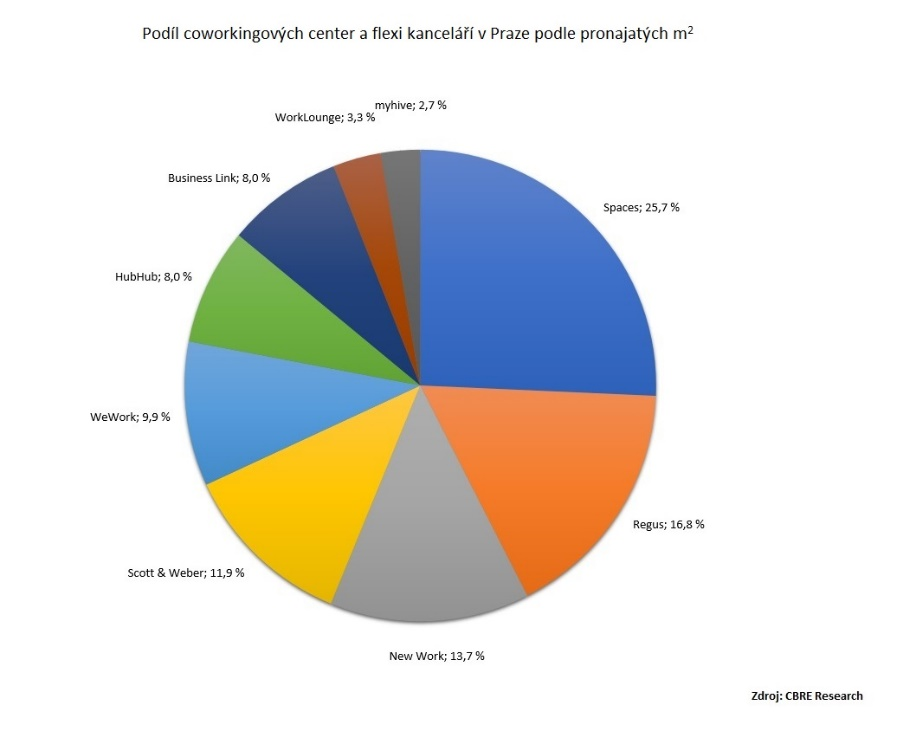 Podíl coworkingových center a flexi kanceláří v Praze podle pronajatých m²
myhive; 2,7 %
WorkLounge; 3,3 %
Business Link; 8,0 %
Spaces; 25,7 %
HubHub; 8,0 %
WeWork; 9,9 %
Regus; 16,8 %
Scott & Weber; 11,9 %
New Work; 13,7 %
Zdroj: CBRE Research